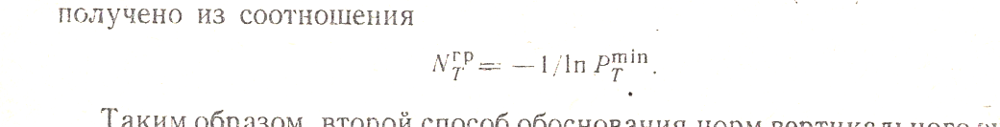 получено из соотношения
N_T^гр = −1/ln P_T^min.
Таким образом, второй способ обоснования норм вертикального